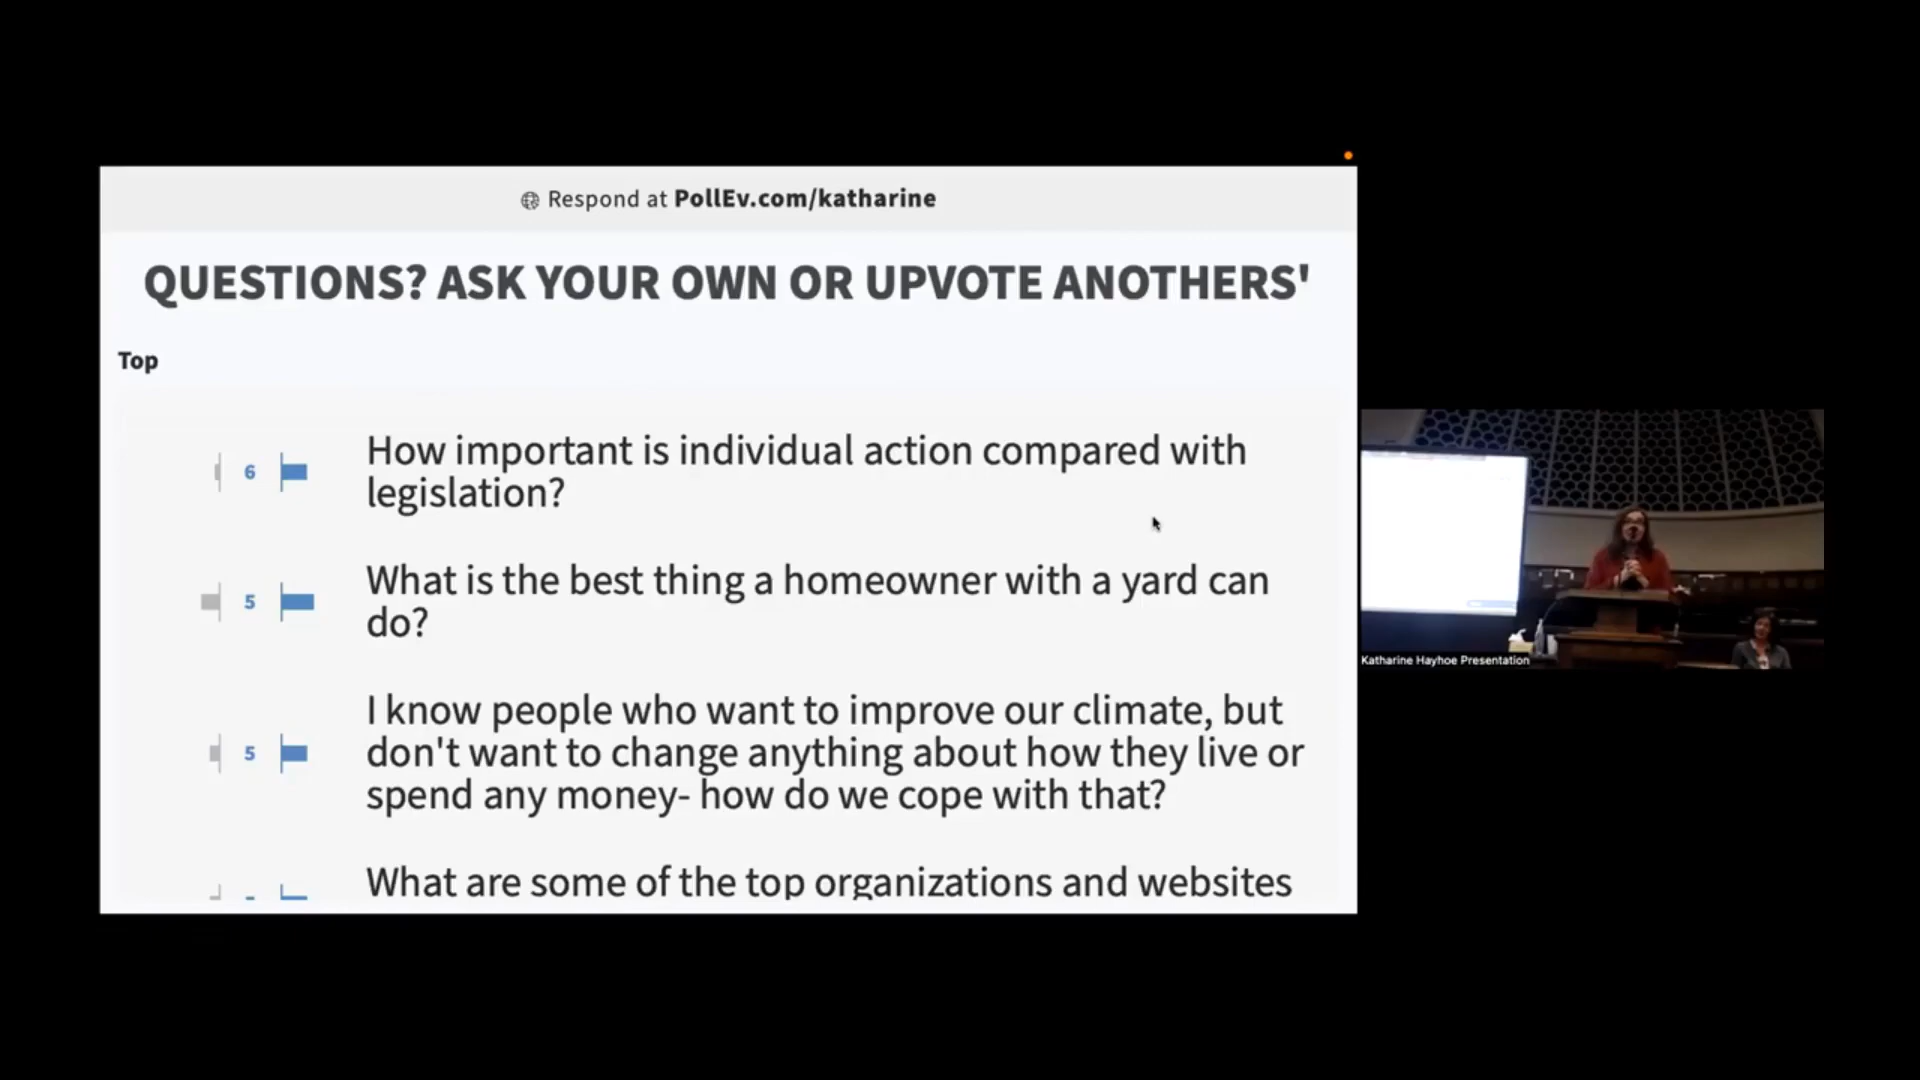 Respond at PollEv.com/katharine
QUESTIONS? ASK YOUR OWN OR UPVOTE ANOTHERS'
Top
6
How important is individual action compared with
legislation?
5
What is the best thing a homeowner with a yard can
do?
5
I know people who want to improve our climate, but
don't want to change anything about how they live or
spend any money- how do we cope with that?
What are some of the top organizations and websites
Katharine Hayhoe Presentation